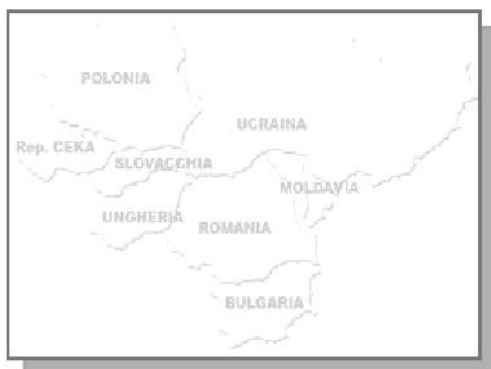 POLONIA
UCRAINA
Rep. CEKA
SLOVACCHIA
MOLDAVIA
UNGHERIA
ROMANIA
BULGARIA